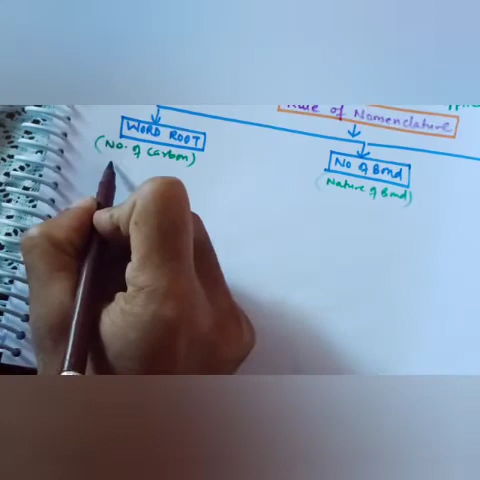 Rule of Nomenclature
WORD ROOT
(No. of Carbon)
No of Bond
(Nature of Bond)